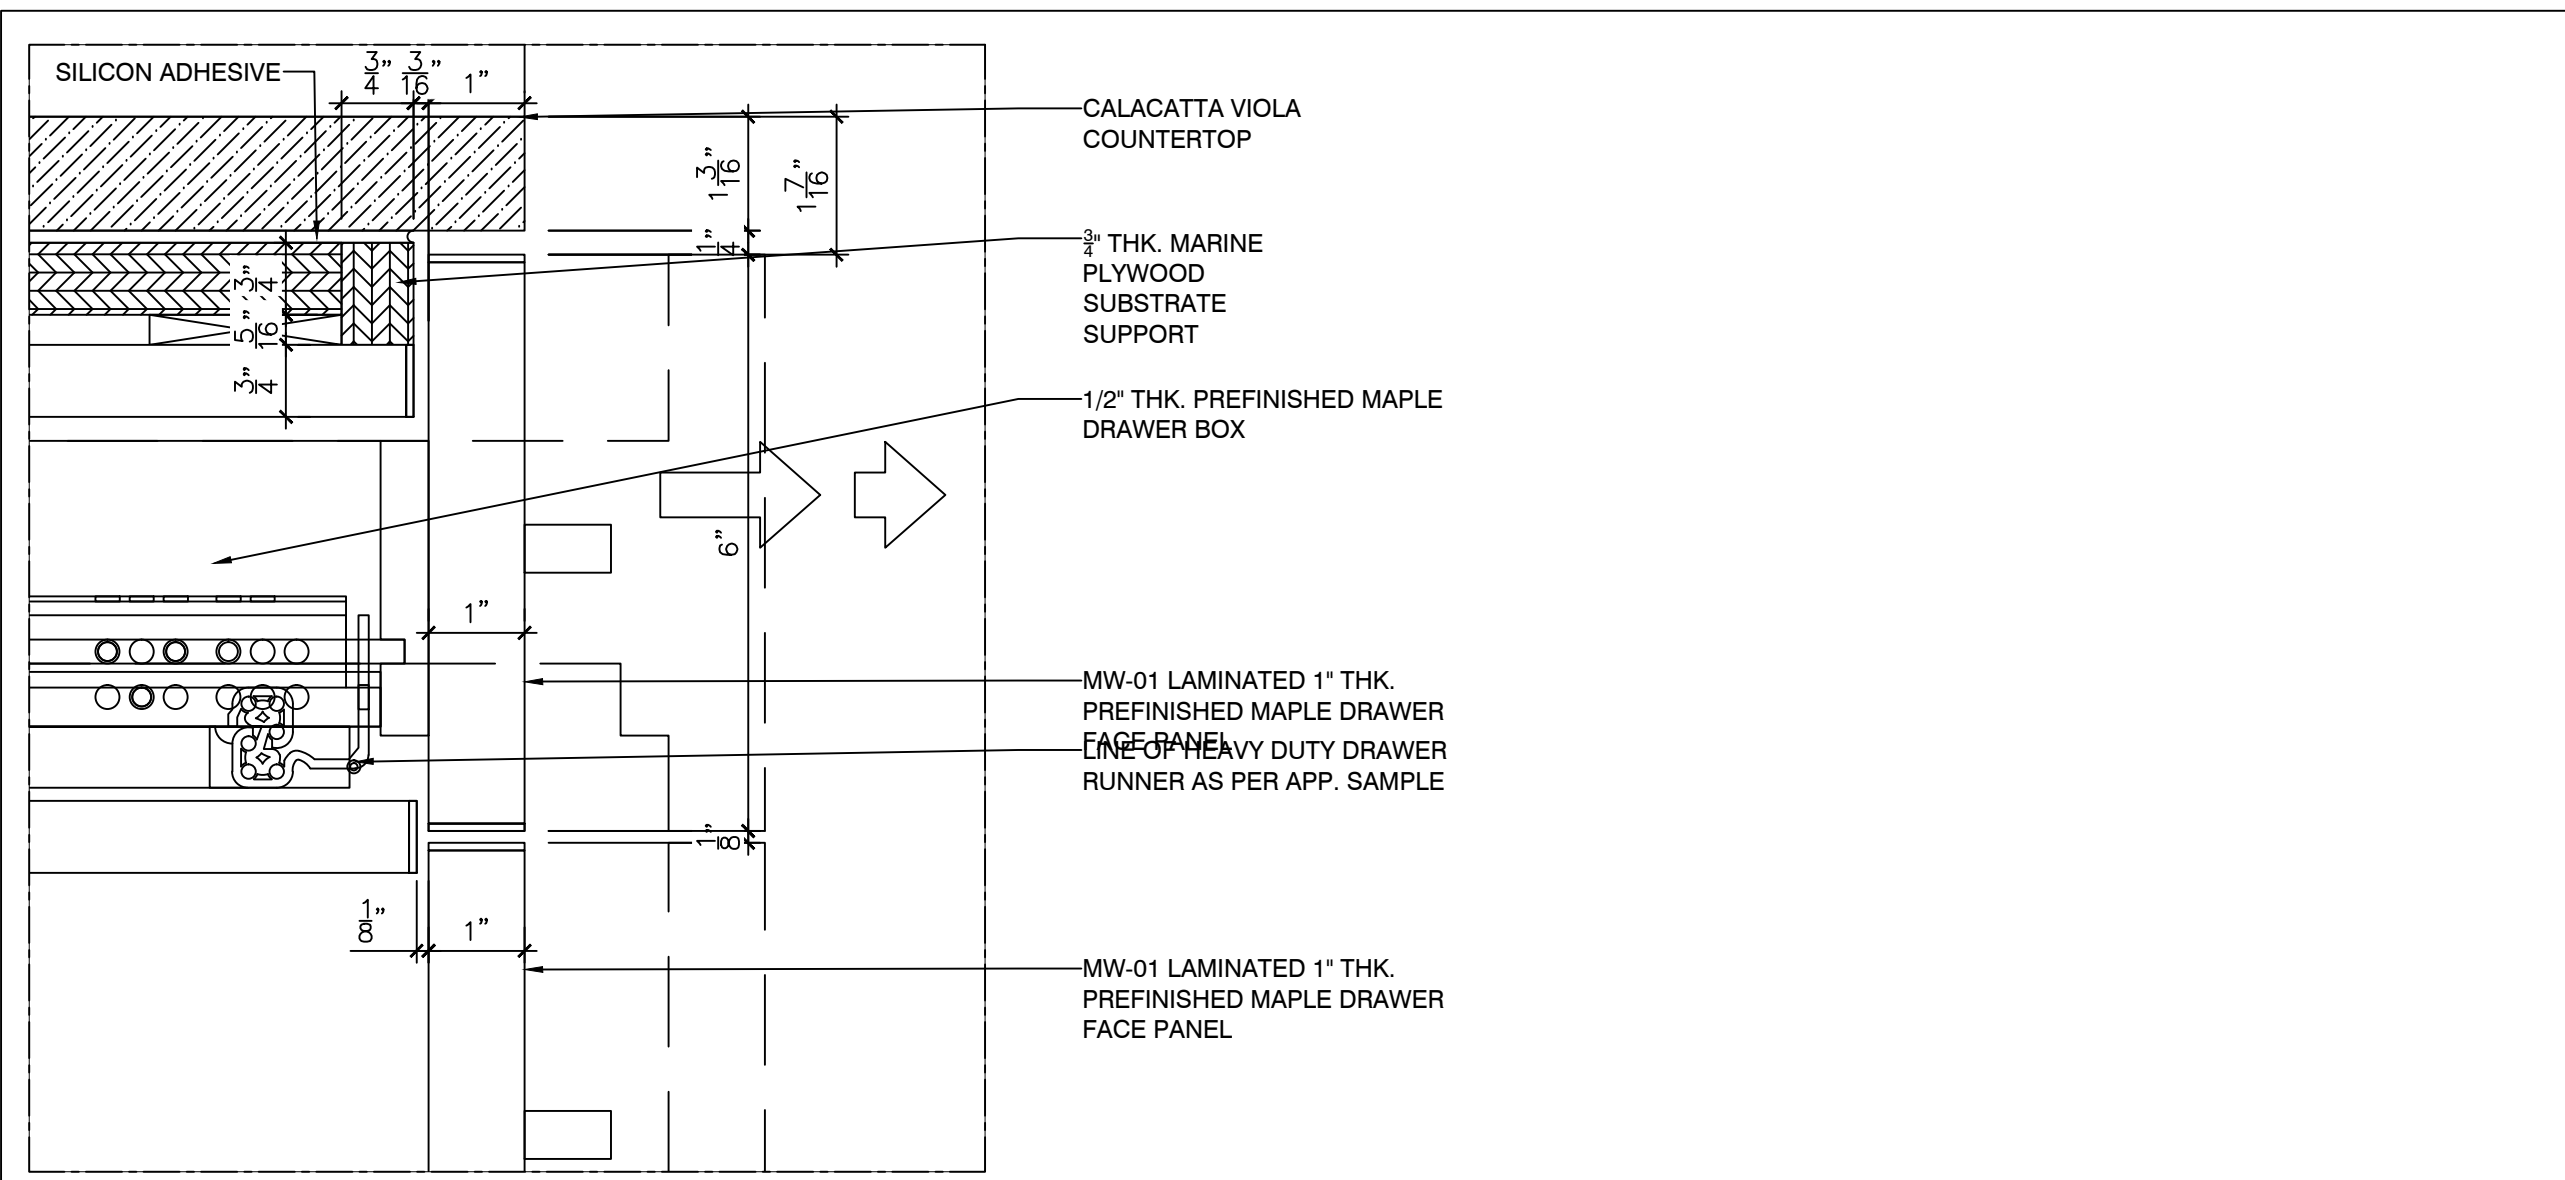 SILICON ADHESIVE
3/4" 3/16" 1"
CALACATTA VIOLA
COUNTERTOP
1 3/16"
1 7/16"
1/4"
3/4" THK. MARINE
PLYWOOD
SUBSTRATE
SUPPORT
3/4"
5/16"
3/4"
1/2" THK. PREFINISHED MAPLE
DRAWER BOX
6"
1"
MW-01 LAMINATED 1" THK.
PREFINISHED MAPLE DRAWER
FACE PANEL
LINE OF HEAVY DUTY DRAWER
RUNNER AS PER APP. SAMPLE
1/8"
1/8" 1"
MW-01 LAMINATED 1" THK.
PREFINISHED MAPLE DRAWER
FACE PANEL